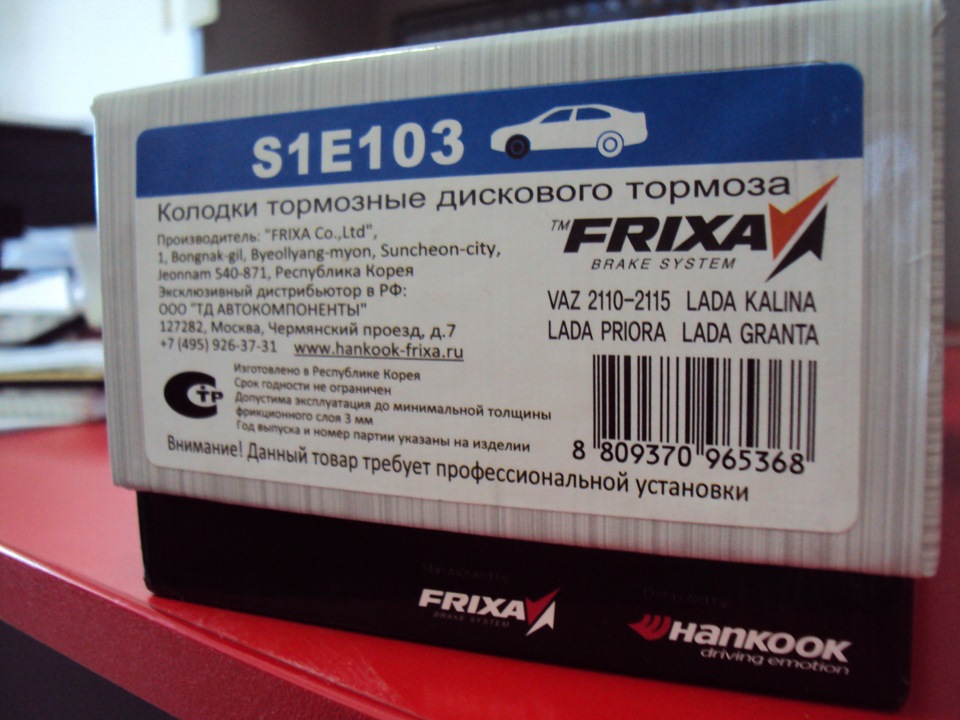 S1E103
Колодки тормозные дискового тормоза
Производитель: "FRIXA Co.,Ltd",
1, Bongnak-gil, Byeollyang-myon, Suncheon-city,
Jeonnam 540-871, Республика Корея
Эксклюзивный дистрибьютор в РФ:
ООО "ТД АВТОКОМПОНЕНТЫ"
127282, Москва, Чермянский проезд, д.7
+7 (495) 926-37-31 www.hankook-frixa.ru
TM FRIXA
BRAKE SYSTEM
VAZ 2110-2115 LADA KALINA
LADA PRIORA LADA GRANTA
СТР
Изготовлено в Республике Корея
Срок годности не ограничен
Допустима эксплуатация до минимальной толщины
фрикционного слоя 3 мм
Год выпуска и номер партии указаны на изделии
8 809370 965368
Внимание! Данный товар требует профессиональной установки
FRIXA
BRAKE SYSTEM
Distributed by
HANKOOK
driving emotion